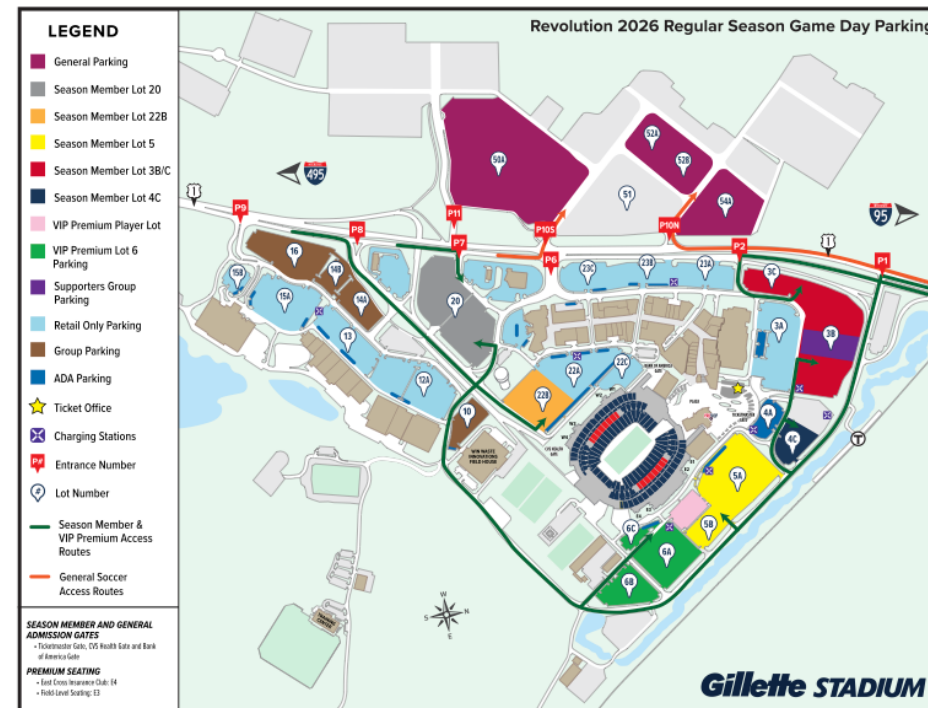 Revolution 2026 Regular Season Game Day Parking
LEGEND
General Parking
Season Member Lot 20
Season Member Lot 22B
Season Member Lot 5
Season Member Lot 3B/C
Season Member Lot 4C
VIP Premium Player Lot
VIP Premium Lot 6
Parking
Supporters Group
Parking
Retail Only Parking
Group Parking
ADA Parking
Ticket Office
Charging Stations
P#
Entrance Number
#
Lot Number
Season Member &
VIP Premium Access
Routes
General Soccer
Access Routes
SEASON MEMBER AND GENERAL
ADMISSION GATES
• Ticketmaster Gate, CVS Health Gate and Bank
of America Gate
PREMIUM SEATING
• East Cross Insurance Club: E4
• Field-Level Seating: E3
50A
52A
52B
51
54A
495
95
1
1
P9
P8
P11
P7
P10S
P6
P10N
P2
P1
16
14B
14A
15B
15A
13
12A
10
20
23C
23B
23A
22A
22C
22B
3C
3B
3A
4A
4C
5A
5B
6C
6A
6B
T
WIN WASTE
INNOVATIONS
FIELD HOUSE
W
S
N
E
Gillette STADIUM